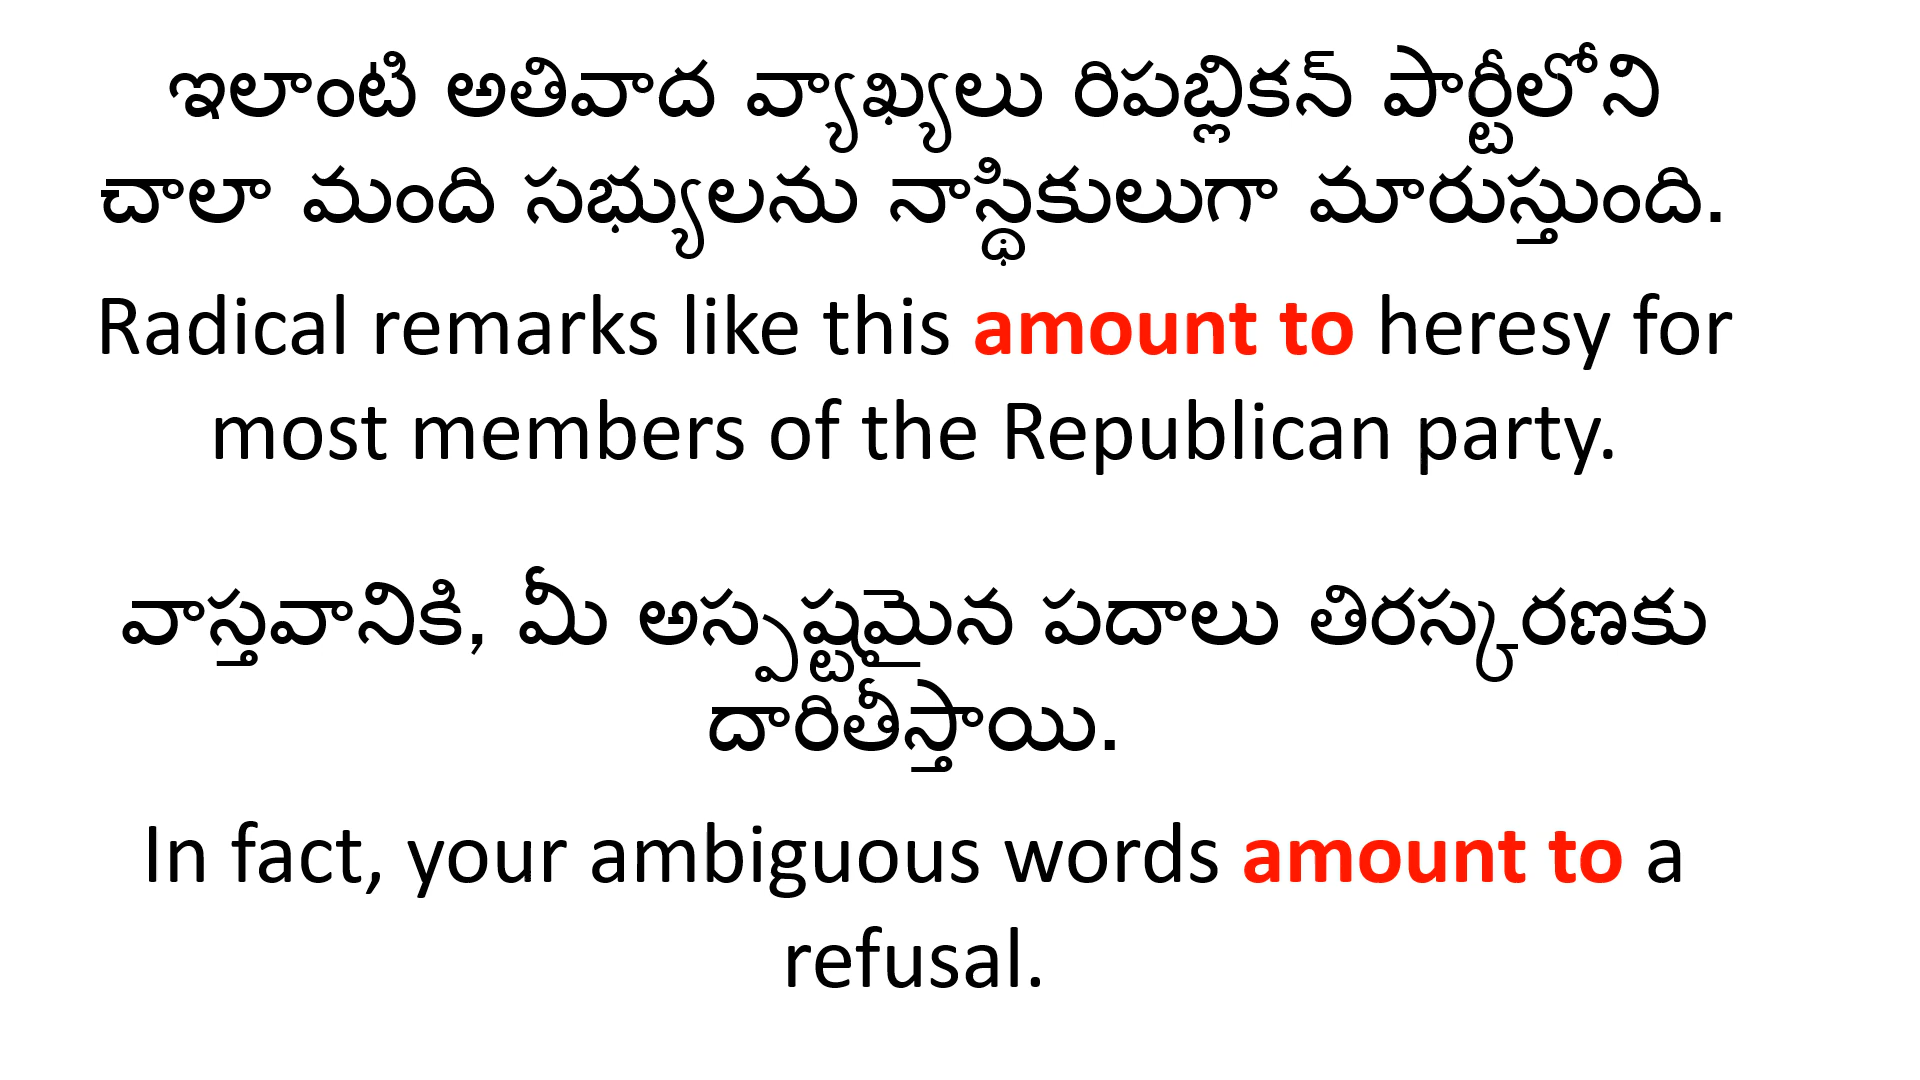 ఇలాంటి అతివాద వ్యాఖ్యలు రిపబ్లికన్ పార్టీలోని
చాలా మంది సభ్యులను నాస్థికులుగా మారుస్తుంది.
Radical remarks like this amount to heresy for
most members of the Republican party.
వాస్తవానికి, మీ అస్పష్టమైన పదాలు తిరస్కరణకు
దారితీస్తాయి.
In fact, your ambiguous words amount to a
refusal.